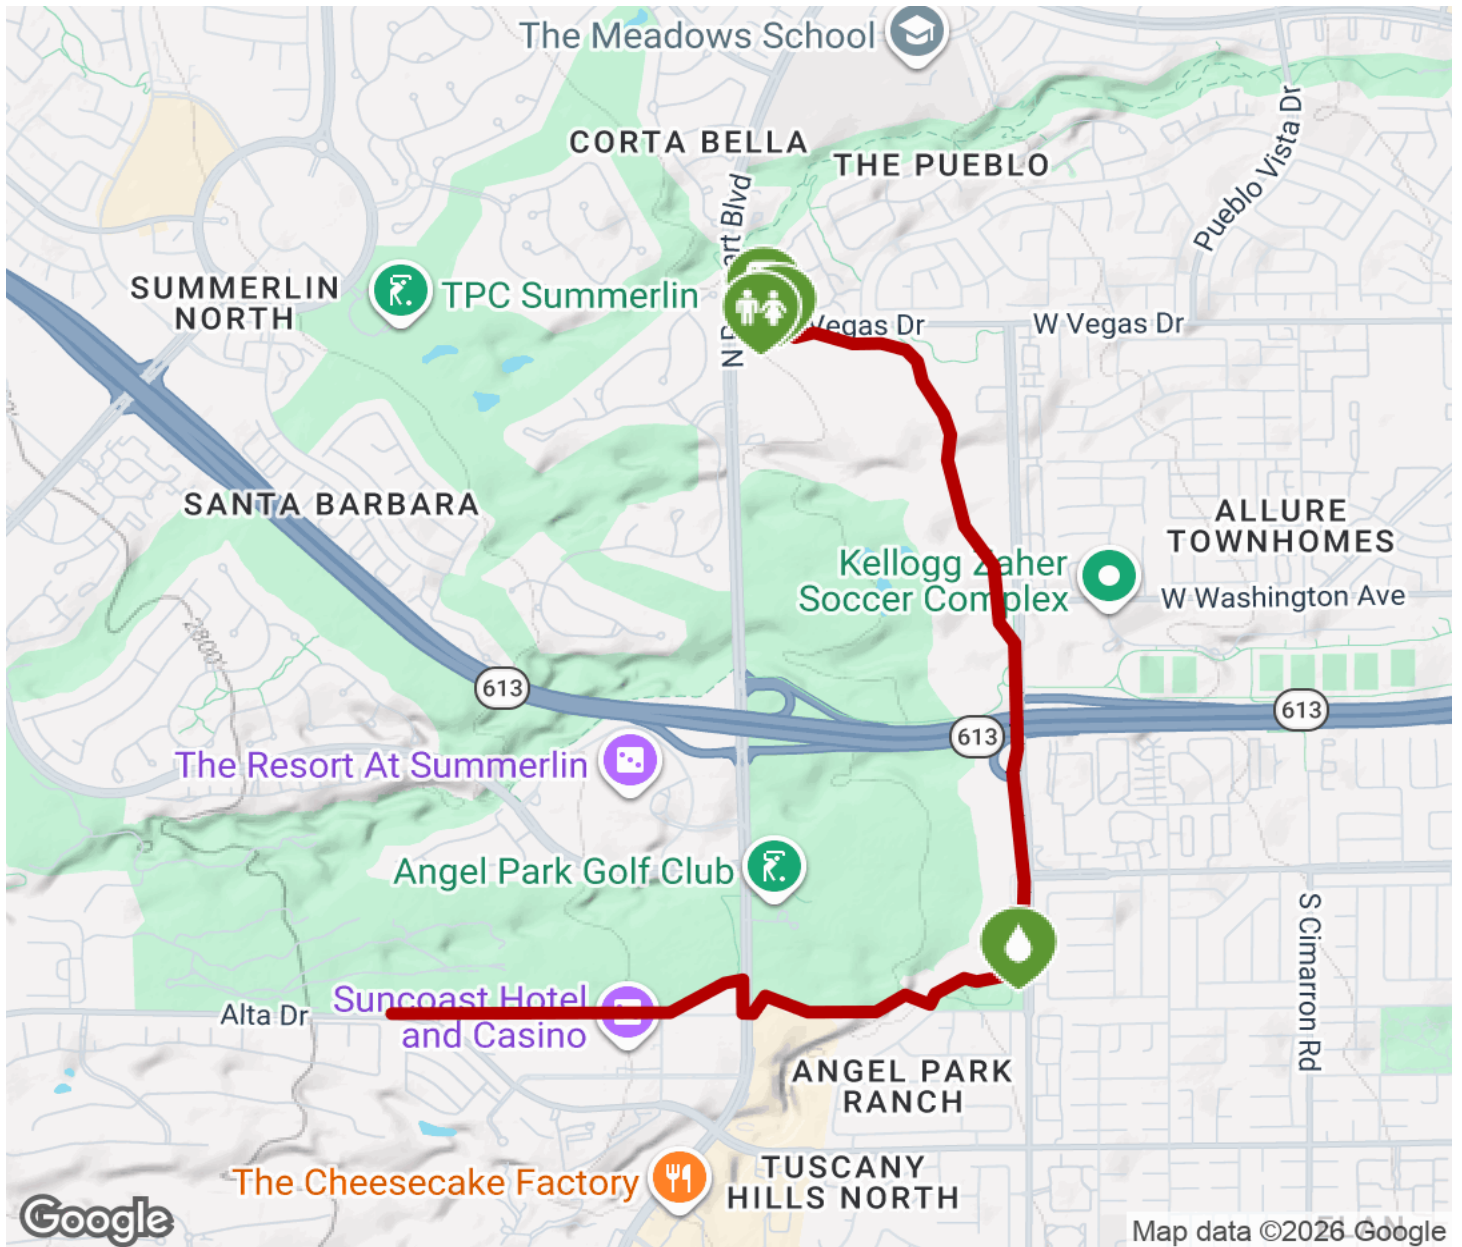 The Meadows School
CORTA BELLA
THE PUEBLO
Pueblo Vista Dr
SUMMERLIN
NORTH
TPC Summerlin
Vegas Dr
W Vegas Dr
SANTA BARBARA
ALLURE
TOWNHOMES
Kellogg Zaher
Soccer Complex
W Washington Ave
2800'
613
613
613
The Resort At Summerlin
Angel Park Golf Club
S Cimarron Rd
Suncoast Hotel
and Casino
Alta Dr
ANGEL PARK
RANCH
TUSCANY
HILLS NORTH
The Cheesecake Factory
Google
Map data ©2026 Google